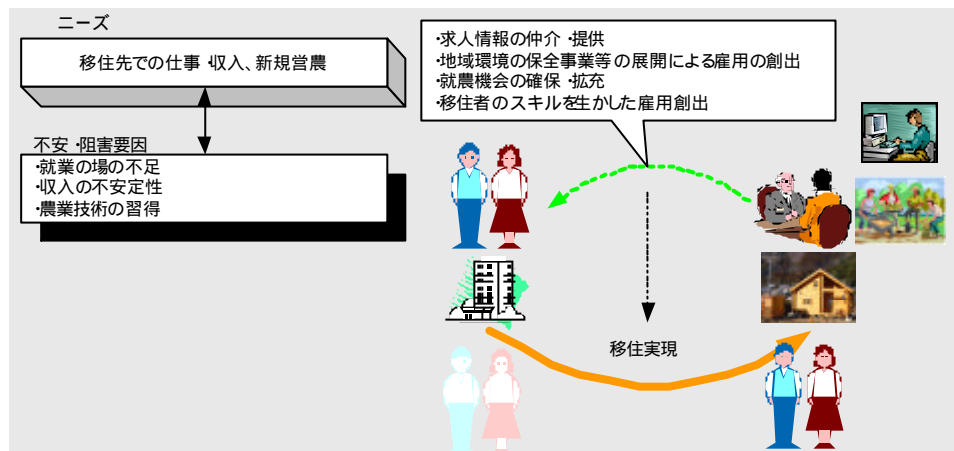 ニーズ
移住先での仕事・収入、新規営農
不安・阻害要因
・就業の場の不足
・収入の不安定性
・農業技術の習得
・求人情報の仲介・提供
・地域環境の保全事業等の展開による雇用の創出
・就農機会の確保・拡充
・移住者のスキルを生かした雇用創出
移住実現